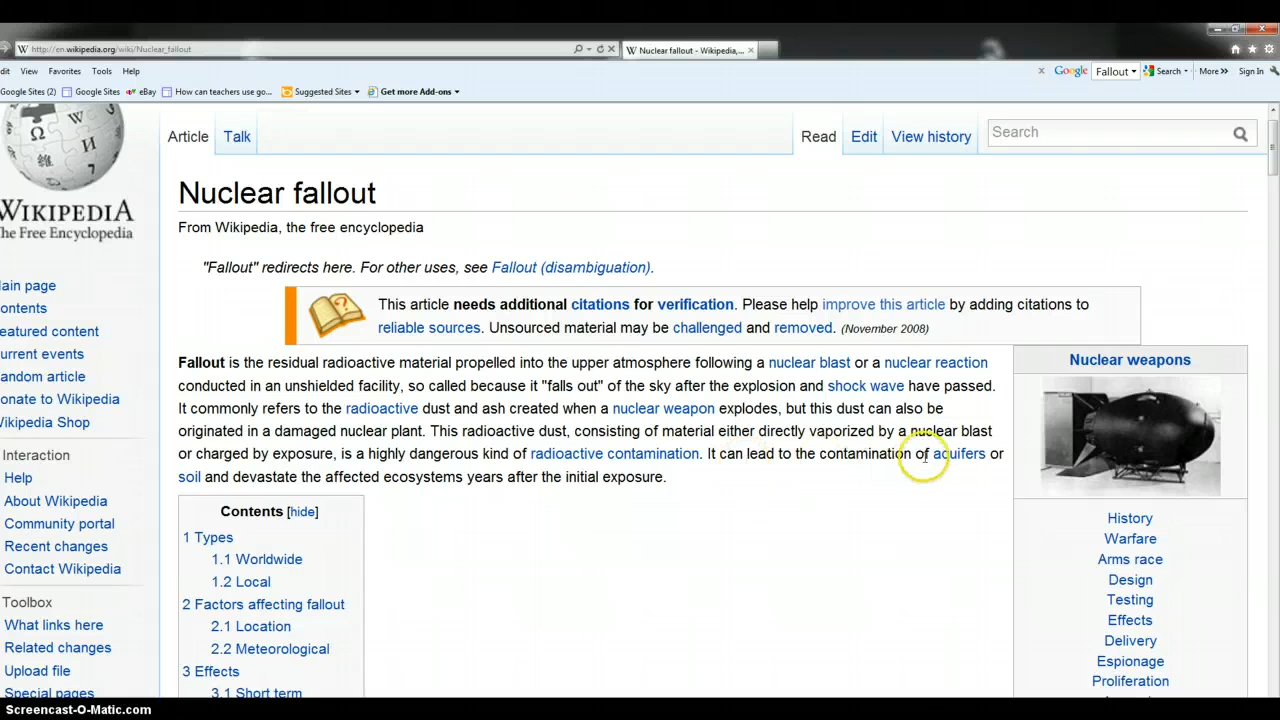 http://en.wikipedia.org/wiki/Nuclear_fallout
Nuclear fallout - Wikipedia,...
dit View Favorites Tools Help
Google Fallout Search More >> Sign In
Google Sites (2) Google Sites eBay How can teachers use go... Suggested Sites Get more Add-ons
Article Talk Read Edit View history Search
WIKIPEDIA
The Free Encyclopedia
Nuclear fallout
From Wikipedia, the free encyclopedia
"Fallout" redirects here. For other uses, see Fallout (disambiguation).
This article needs additional citations for verification. Please help improve this article by adding citations to
reliable sources. Unsourced material may be challenged and removed. (November 2008)
Fallout is the residual radioactive material propelled into the upper atmosphere following a nuclear blast or a nuclear reaction
conducted in an unshielded facility, so called because it "falls out" of the sky after the explosion and shock wave have passed.
It commonly refers to the radioactive dust and ash created when a nuclear weapon explodes, but this dust can also be
originated in a damaged nuclear plant. This radioactive dust, consisting of material either directly vaporized by a nuclear blast
or charged by exposure, is a highly dangerous kind of radioactive contamination. It can lead to the contamination of aquifers or
soil and devastate the affected ecosystems years after the initial exposure.
ain page
ontents
eatured content
urrent events
andom article
onate to Wikipedia
Wikipedia Shop
Interaction
Help
About Wikipedia
Community portal
Recent changes
Contact Wikipedia
Toolbox
What links here
Related changes
Upload file
Special pages
Contents [hide]
1 Types
1.1 Worldwide
1.2 Local
2 Factors affecting fallout
2.1 Location
2.2 Meteorological
3 Effects
3.1 Short term
Nuclear weapons
History
Warfare
Arms race
Design
Testing
Effects
Delivery
Espionage
Proliferation
Screencast-O-Matic.com